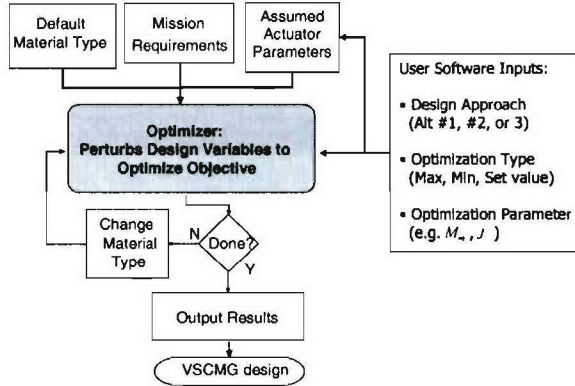 Default
Material Type
Mission
Requirements
Assumed
Actuator
Parameters
User Software Inputs:
• Design Approach
(Alt #1, #2, or 3)
• Optimization Type
(Max, Min, Set value)
• Optimization Parameter
(e.g. M , J )
Optimizer:
Perturbs Design Variables to
Optimize Objective
Change
Material
Type
N
Done?
Y
Output Results
VSCMG design